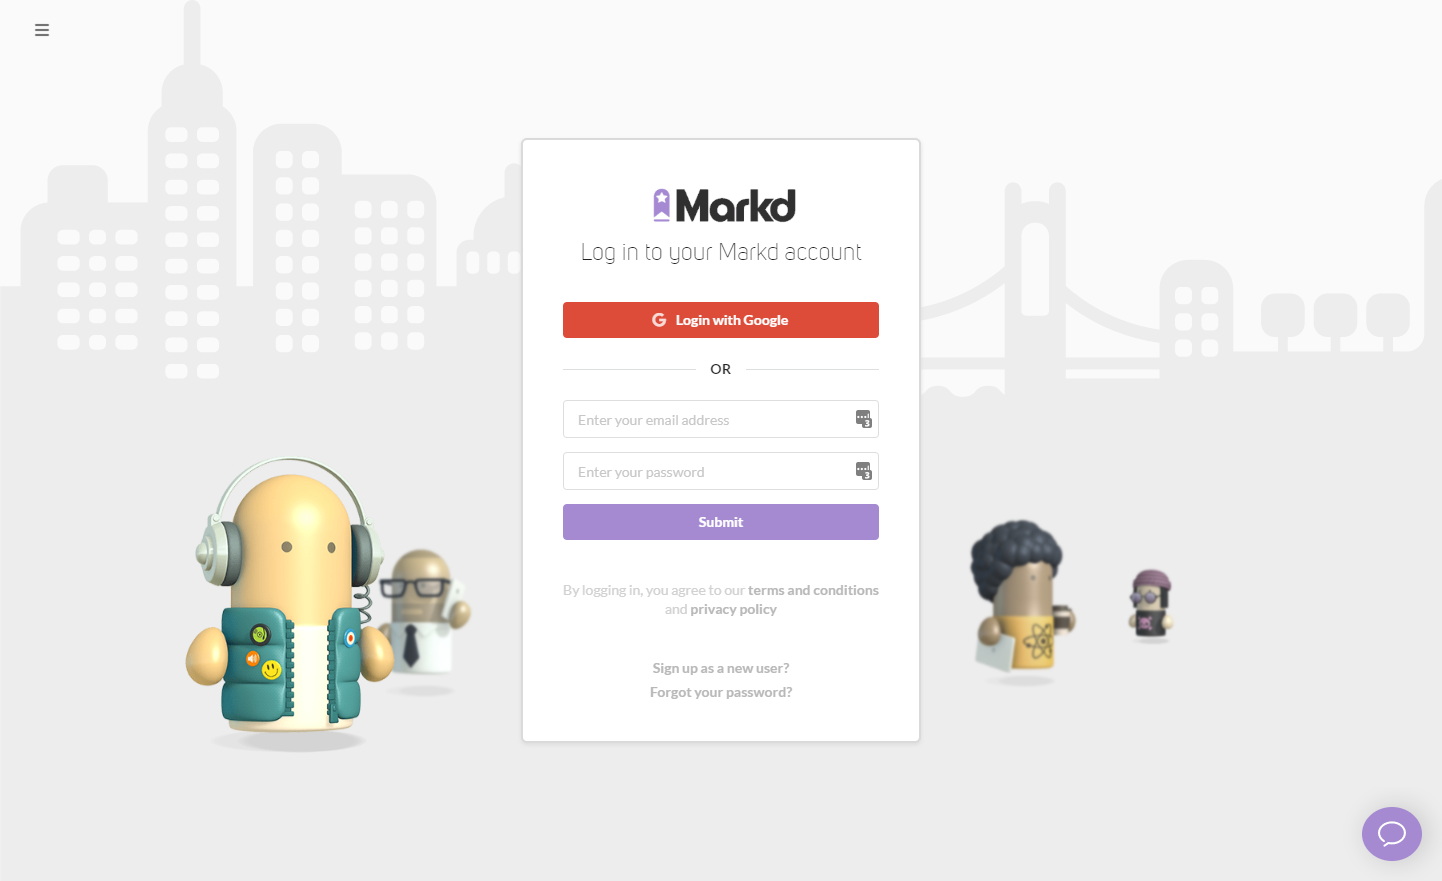 Markd
Log in to your Markd account
Login with Google
OR
Enter your email address
3
Enter your password
3
Submit
By logging in, you agree to our terms and conditions
and privacy policy
Sign up as a new user?
Forgot your password?